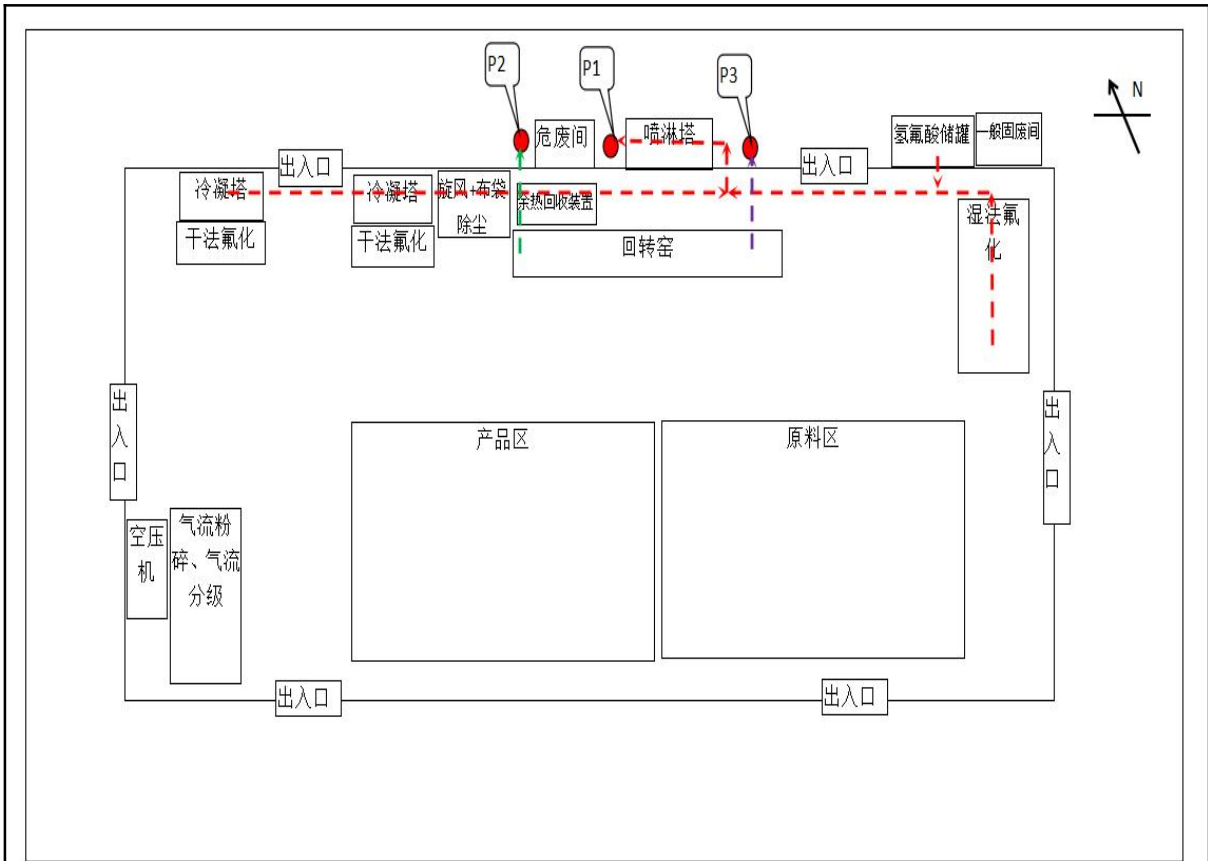 P2
P1
P3
N
危废间
喷淋塔
氢氟酸储罐
一般固废间
出入口
出入口
冷凝塔
冷凝塔
旋风+布袋
除尘
余热回收装置
干法氟化
干法氟化
回转窑
湿法氟
化
出
入
口
出
入
口
产品区
原料区
空压
机
气流粉
碎、气流
分级
出入口
出入口